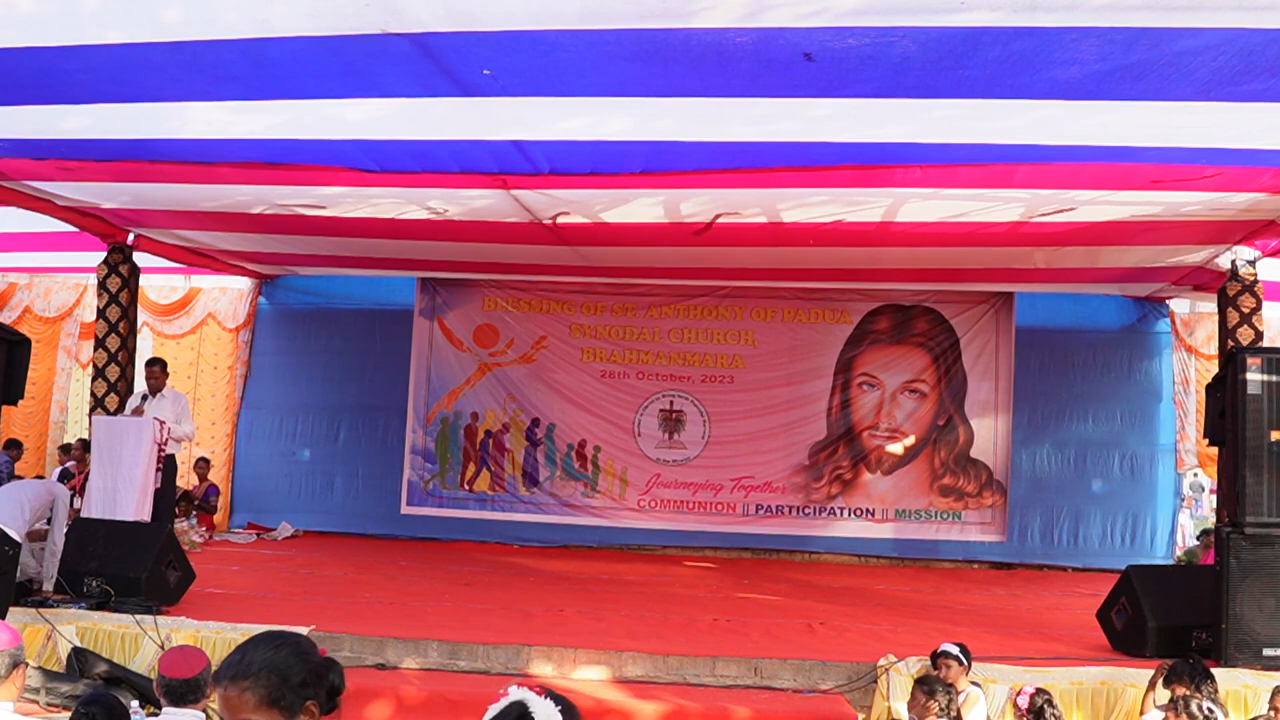 BLESSING OF ST. ANTHONY OF PADUA
SYNODAL CHURCH,
BRAHMANMARA
28th October, 2023
Journeying Together
COMMUNION || PARTICIPATION || MISSION